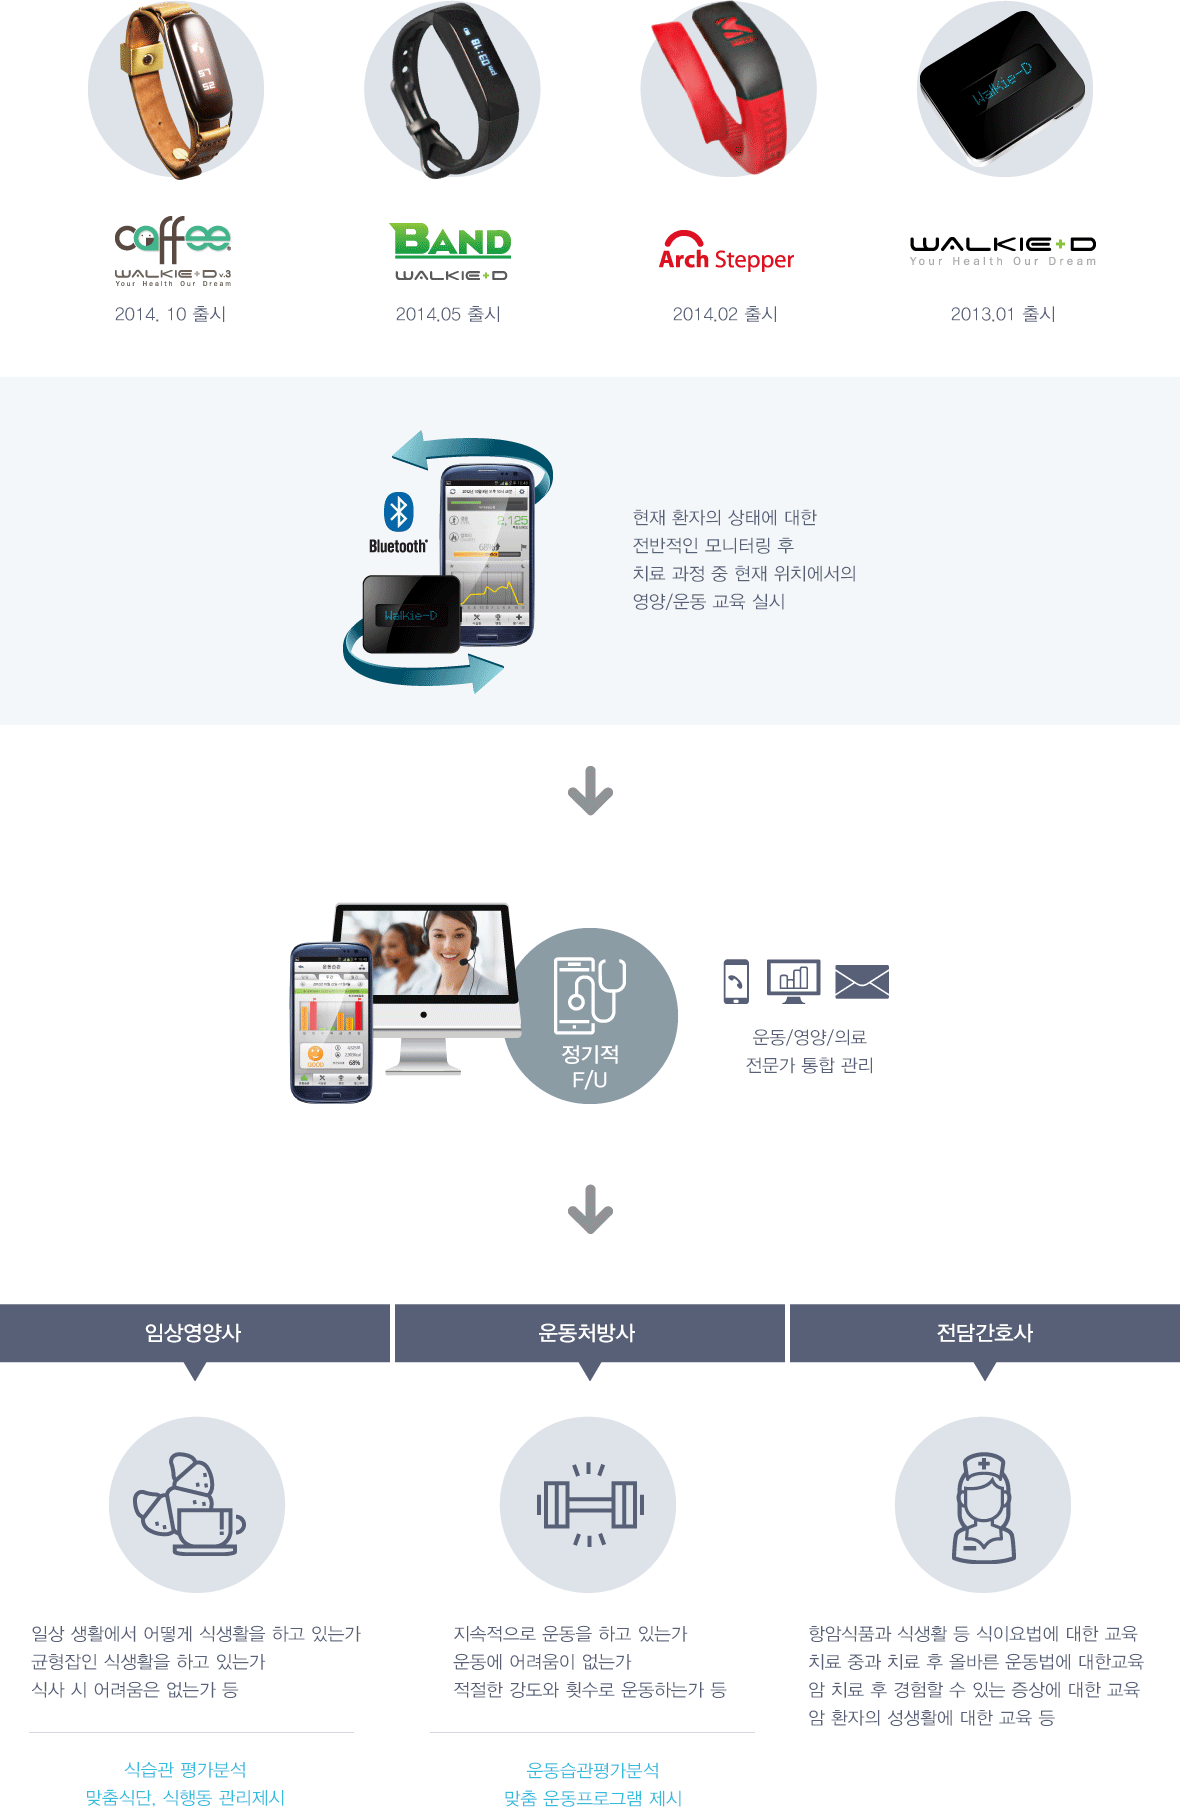 caffee
WALKIE+D v.3
Your Health Our Dream
2014. 10 출시
BAND
WALKIE+D
2014.05 출시
MILE
Arch Stepper
2014.02 출시
Walkie-D
WALKIE+D
Your Health Our Dream
2013.01 출시
Bluetooth
2,125
68%
Walkie-D
현재 환자의 상태에 대한
전반적인 모니터링 후
치료 과정 중 현재 위치에서의
영양/운동 교육 실시
운동습관
GOOD
68%
정기적
F/U
운동/영양/의료
전문가 통합 관리
임상영양사
일상 생활에서 어떻게 식생활을 하고 있는가
균형잡인 식생활을 하고 있는가
식사 시 어려움은 없는가 등
식습관 평가분석
맞춤식단, 식행동 관리제시
운동처방사
지속적으로 운동을 하고 있는가
운동에 어려움이 없는가
적절한 강도와 횟수로 운동하는가 등
운동습관평가분석
맞춤 운동프로그램 제시
전담간호사
항암식품과 식생활 등 식이요법에 대한 교육
치료 중과 치료 후 올바른 운동법에 대한교육
암 치료 후 경험할 수 있는 증상에 대한 교육
암 환자의 성생활에 대한 교육 등